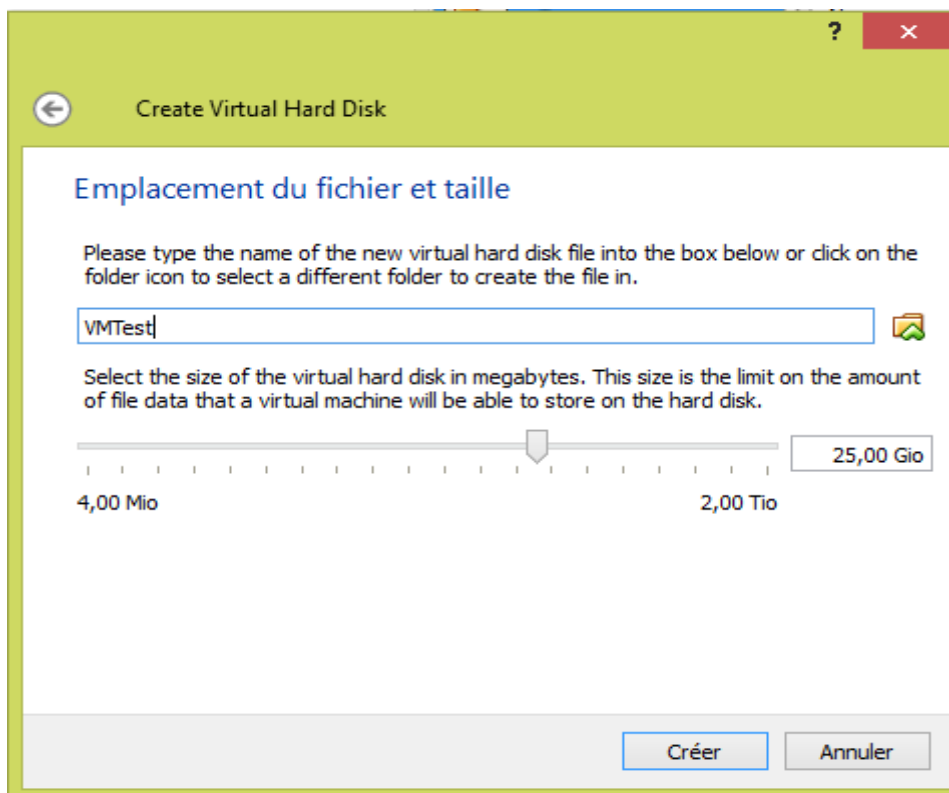 ?
Create Virtual Hard Disk
Emplacement du fichier et taille
Please type the name of the new virtual hard disk file into the box below or click on the
folder icon to select a different folder to create the file in.
VMTest
Select the size of the virtual hard disk in megabytes. This size is the limit on the amount
of file data that a virtual machine will be able to store on the hard disk.
25,00 Gio
4,00 Mio 2,00 Tio
Créer Annuler